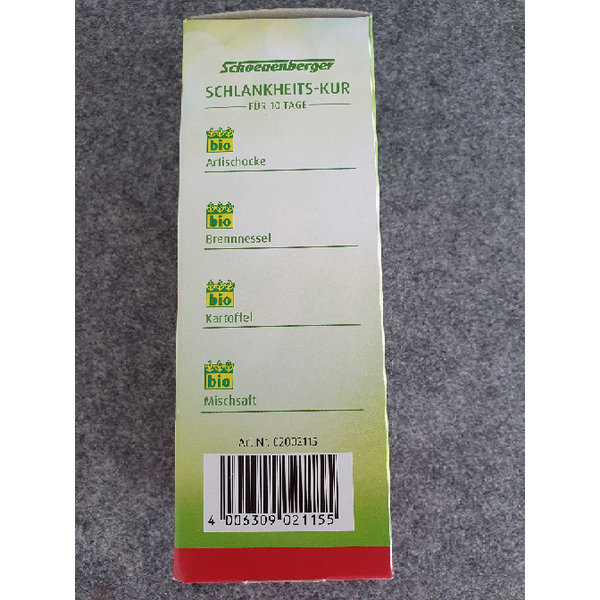 Schoenenberger
SCHLANKHEITS-KUR
FÜR 10 TAGE
bio
Artischocke
bio
Brennnessel
bio
Kartoffel
bio
Mischsaft
Art. Nr. 02002115
4 006309 021155